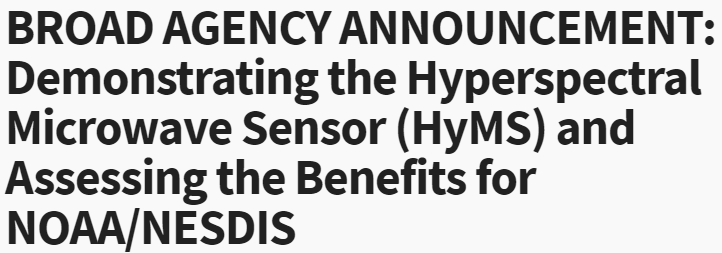 BROAD AGENCY ANNOUNCEMENT:
Demonstrating the Hyperspectral
Microwave Sensor (HyMS) and
Assessing the Benefits for
NOAA/NESDIS